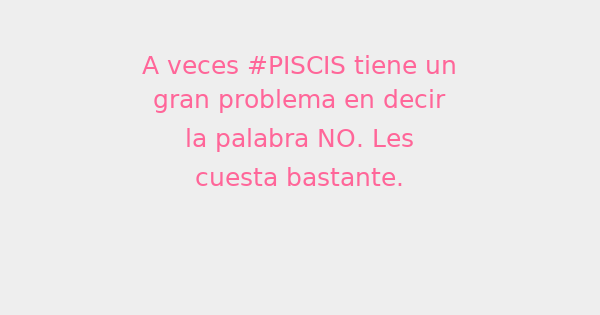 A veces #PISCIS tiene un
gran problema en decir
la palabra NO. Les
cuesta bastante.